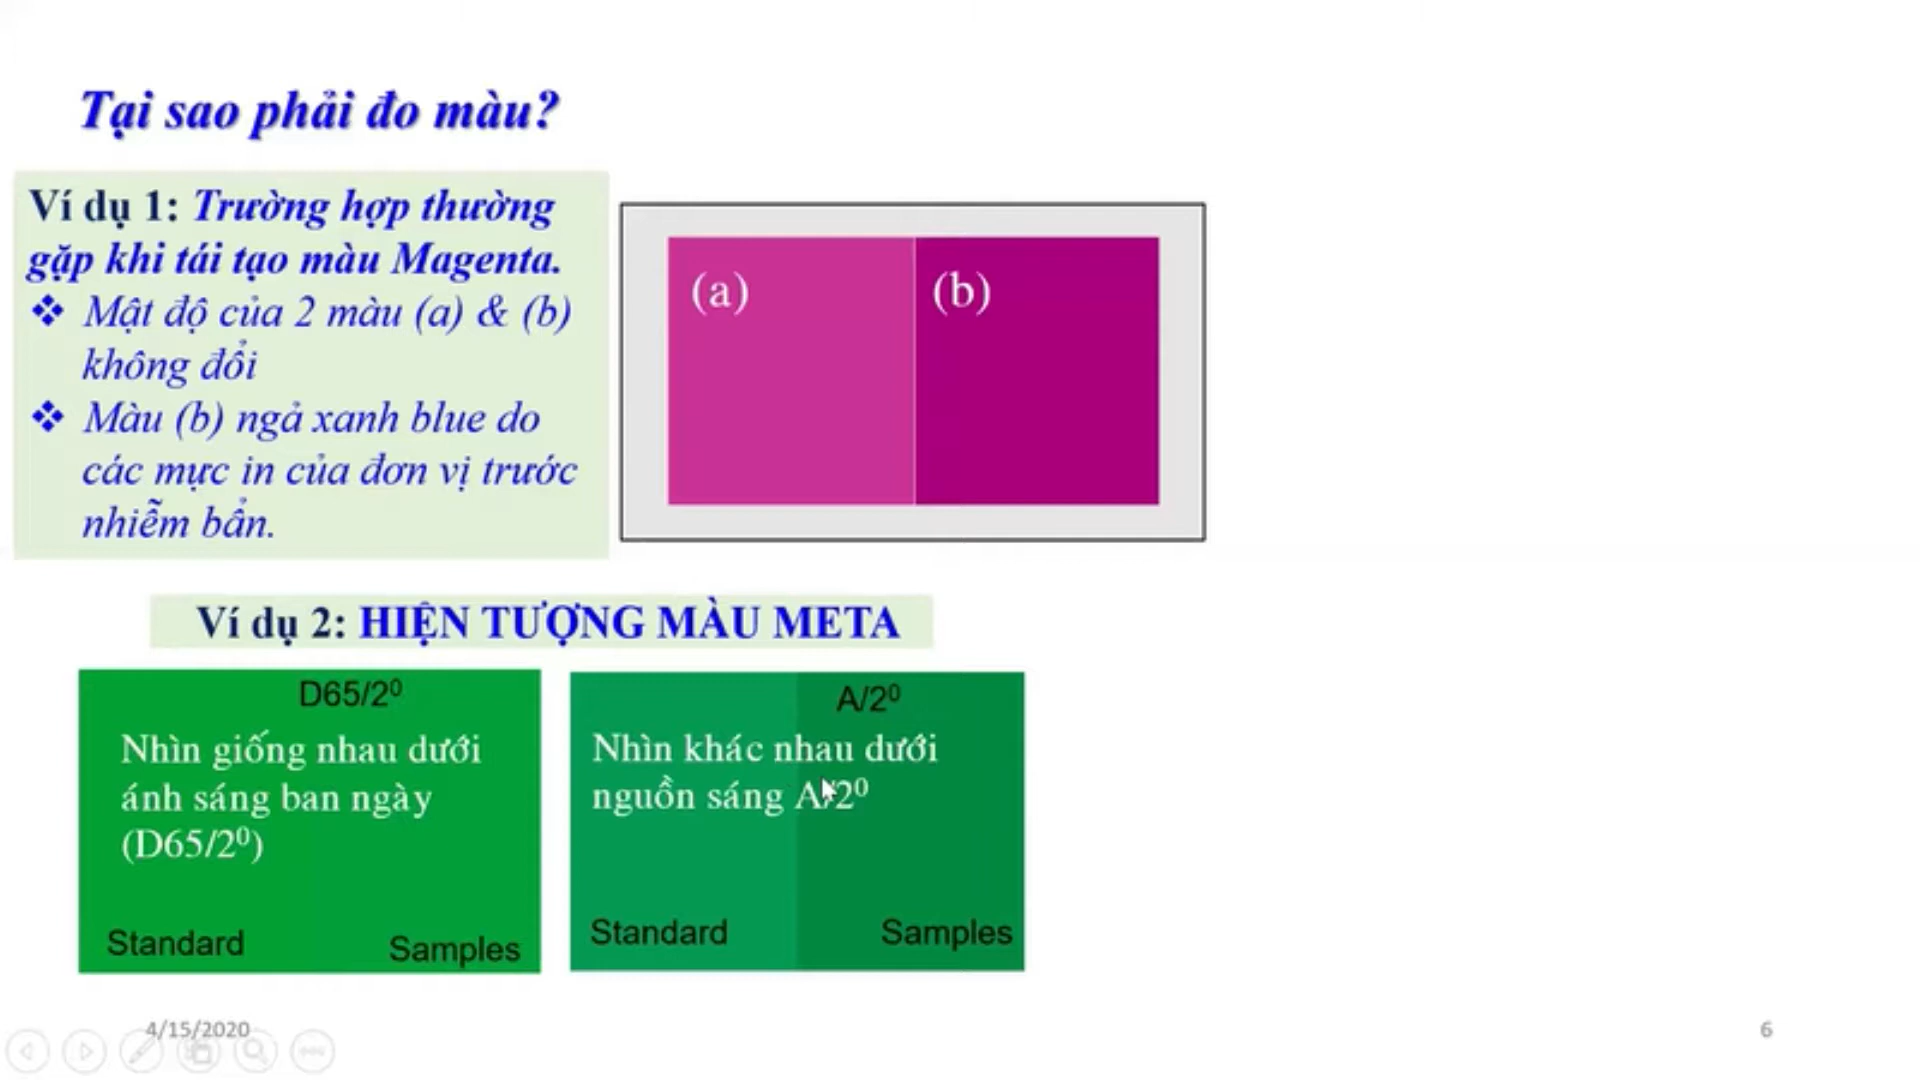 Tại sao phải đo màu?
Ví dụ 1: Trường hợp thường
gặp khi tái tạo màu Magenta.
❖ Mật độ của 2 màu (a) & (b)
không đổi
❖ Màu (b) ngả xanh blue do
các mực in của đơn vị trước
nhiễm bẩn.
(a) (b)
Ví dụ 2: HIỆN TƯỢNG MÀU META
D65/2⁰
Nhìn giống nhau dưới
ánh sáng ban ngày
(D65/2⁰)
Standard Samples
A/2⁰
Nhìn khác nhau dưới
nguồn sáng A/2⁰
Standard Samples
4/15/2020
6